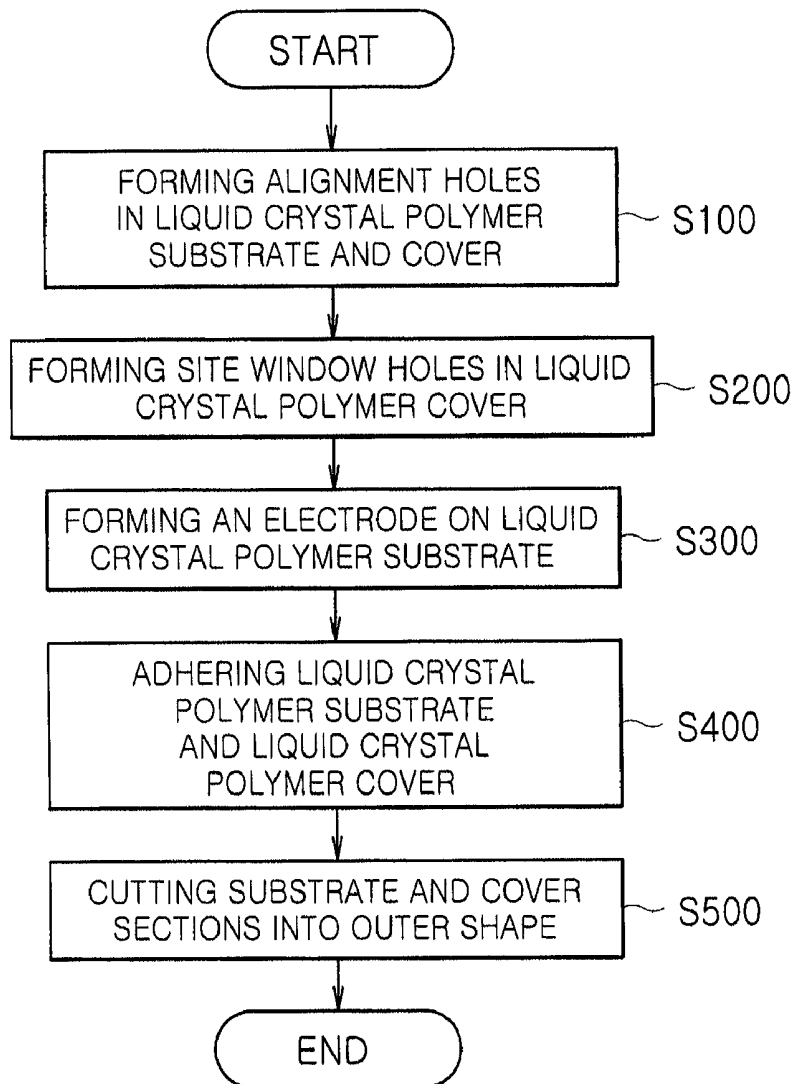 START
FORMING ALIGNMENT HOLES
IN LIQUID CRYSTAL POLYMER
SUBSTRATE AND COVER
S100
FORMING SITE WINDOW HOLES IN LIQUID
CRYSTAL POLYMER COVER
S200
FORMING AN ELECTRODE ON LIQUID
CRYSTAL POLYMER SUBSTRATE
S300
ADHERING LIQUID CRYSTAL
POLYMER SUBSTRATE
AND LIQUID CRYSTAL
POLYMER COVER
S400
CUTTING SUBSTRATE AND COVER
SECTIONS INTO OUTER SHAPE
S500
END